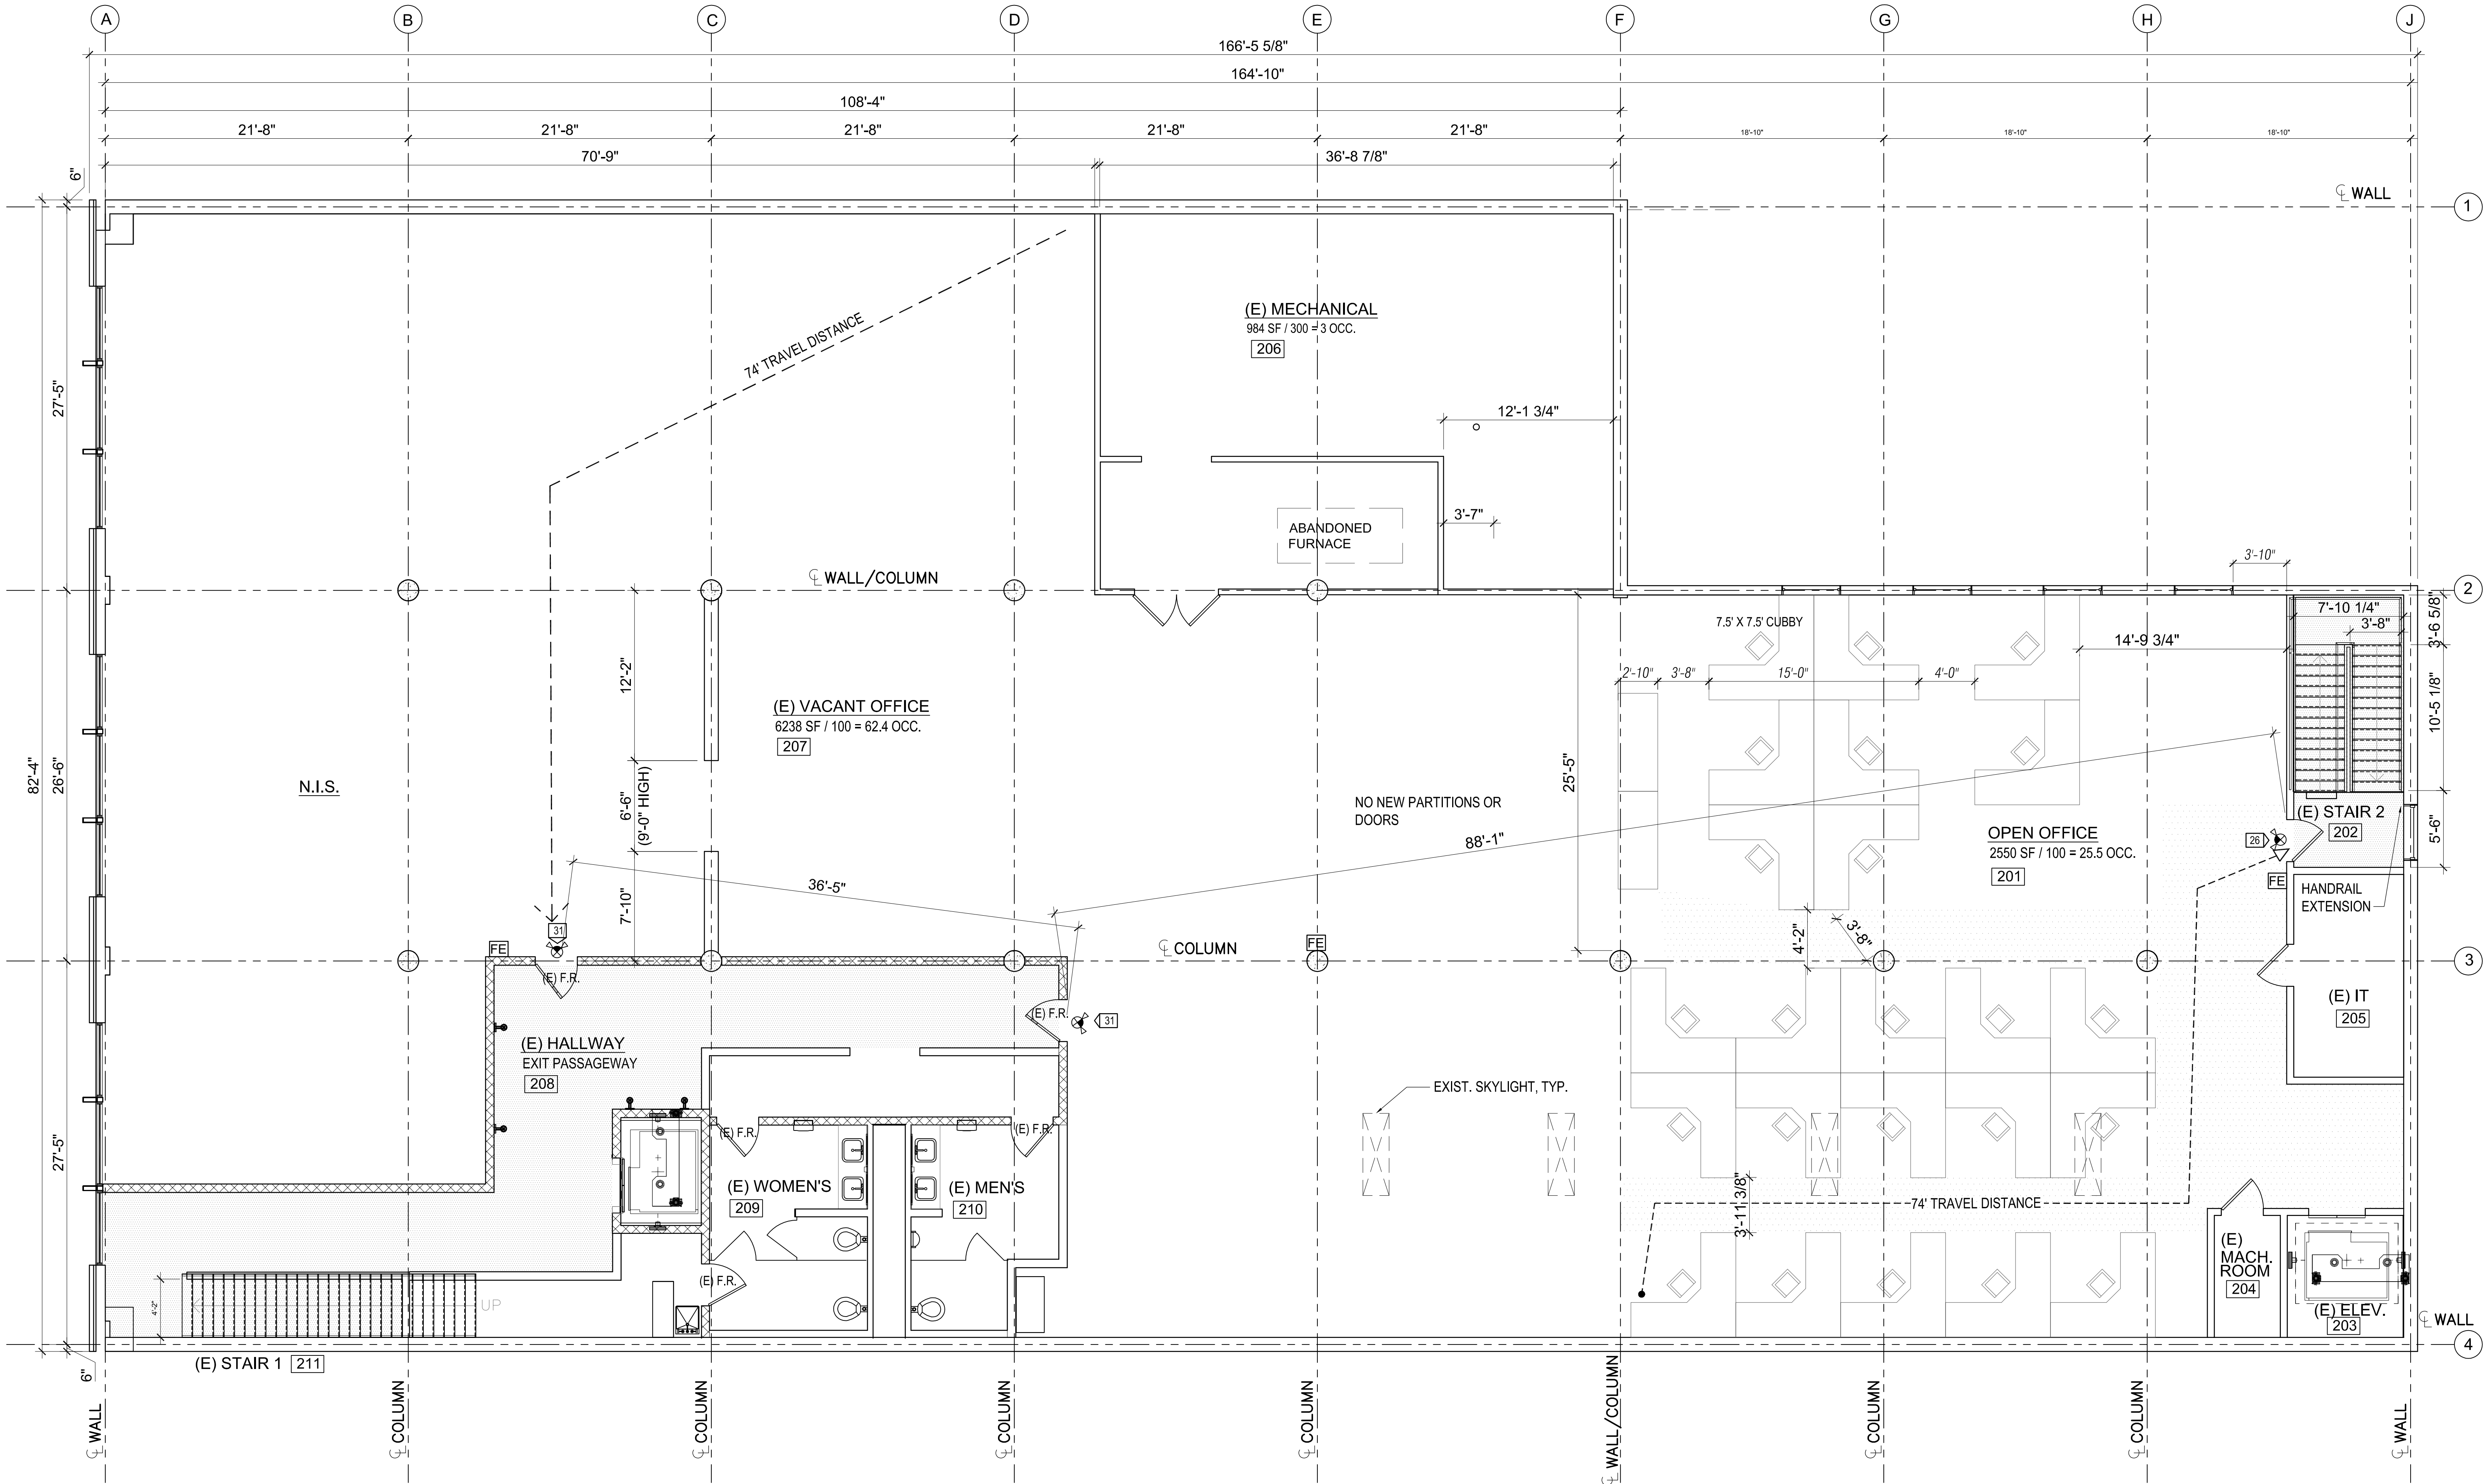 A B C D E F G H J
166'-5 5/8"
164'-10"
108'-4"
21'-8" 21'-8" 21'-8" 21'-8" 21'-8" 18'-10" 18'-10" 18'-10"
70'-9" 36'-8 7/8"
6"
℄ WALL
1
(E) MECHANICAL
984 SF / 300 = 3 OCC.
206
74' TRAVEL DISTANCE
27'-5"
12'-1 3/4"
3'-7"
ABANDONED
FURNACE
3'-10"
℄ WALL/COLUMN
2
7'-10 1/4"
3'-8"
3'-6 5/8"
7.5' X 7.5' CUBBY
14'-9 3/4"
2'-10" 3'-8" 15'-0" 4'-0"
12'-2"
10'-5 1/8"
(E) VACANT OFFICE
6238 SF / 100 = 62.4 OCC.
207
82'-4"
26'-6"
N.I.S.
6'-6"
(9'-0" HIGH)
25'-5"
NO NEW PARTITIONS OR
DOORS
88'-1"
OPEN OFFICE
2550 SF / 100 = 25.5 OCC.
201
(E) STAIR 2
202
5'-6"
26
FE
HANDRAIL
EXTENSION
36'-5"
7'-10"
31
FE
℄ COLUMN
FE
4'-2"
3'-8"
3
(E) F.R.
(E) F.R.
31
(E) IT
205
(E) HALLWAY
EXIT PASSAGEWAY
208
EXIST. SKYLIGHT, TYP.
27'-5"
(E) F.R.
(E) F.R.
(E) WOMEN'S
209
(E) MEN'S
210
3'-11 3/8"
74' TRAVEL DISTANCE
(E)
MACH.
ROOM
204
(E) F.R.
4'-2"
UP
(E) ELEV.
203
℄ WALL
4
(E) STAIR 1 211
6"
℄ WALL
℄ COLUMN
℄ COLUMN
℄ COLUMN
℄ COLUMN
℄ WALL/COLUMN
℄ COLUMN
℄ COLUMN
℄ WALL